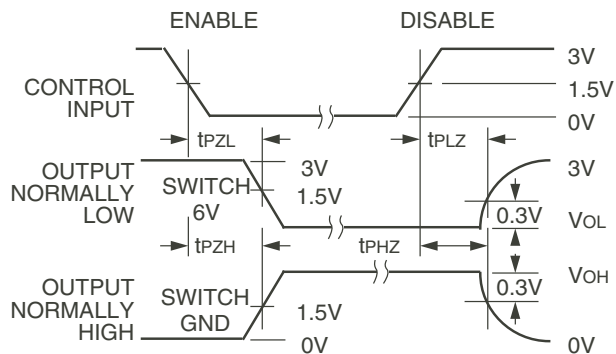 ENABLE DISABLE
3V
CONTROL
INPUT
1.5V
0V
tPZL tPLZ
OUTPUT
NORMALLY
LOW
SWITCH
6V
3V
1.5V
3V
0.3V VOL
tPZH tPHZ
OUTPUT
NORMALLY
HIGH
SWITCH
GND
1.5V
0V
0.3V VOH
0V